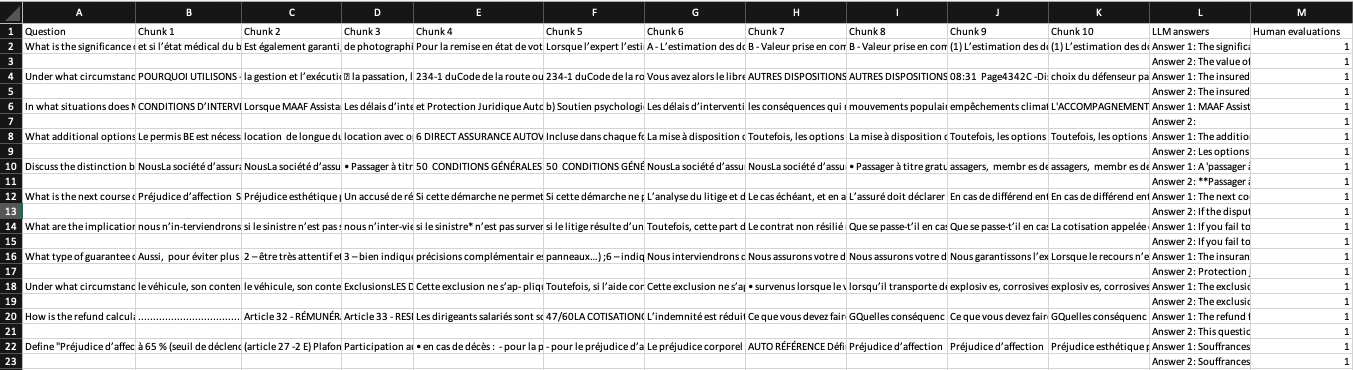 A B C D E F G H I J K L M
1 Question Chunk 1 Chunk 2 Chunk 3 Chunk 4 Chunk 5 Chunk 6 Chunk 7 Chunk 8 Chunk 9 Chunk 10 LLM answers Human evaluations
2 What is the significance et si l'état médical du b Est également garanti, de photographi Pour la remise en état de vot Lorsque l'expert l'esti A - L'estimation des do B - Valeur prise en com B - Valeur prise en com (1) L'estimation des do (1) L'estimation des do Answer 1: The significa 1
3 Answer 2: The value of 1
4 Under what circumstanc POURQUOI UTILISONS - la gestion et l'exécutio la passation, l 234-1 duCode de la route ou 234-1 duCode de la ro Vous avez alors le libre AUTRES DISPOSITIONS AUTRES DISPOSITIONS 08:31 Page4342C -Di choix du défenseur pa Answer 1: The insured 1
5 Answer 2: The insured 1
6 In what situations does M CONDITIONS D'INTERVI Lorsque MAAF Assista Les délais d'inte et Protection Juridique Auto b) Soutien psychologi Les délais d'interventi les conséquences qui mouvements populair empêchements climat L'ACCOMPAGNEMENT Answer 1: MAAF Assist 1
7 Answer 2: 1
8 What additional options Le permis BE est nécess location de longue du location avec o 6 DIRECT ASSURANCE AUTOV Incluse dans chaque fo La mise à disposition d Toutefois, les options La mise à disposition d Toutefois, les options Toutefois, les options Answer 1: The additio 1
9 Answer 2: Les options 1
10 Discuss the distinction b NousLa société d'assura NousLa société d'assu • Passager à titr 50 CONDITIONS GÉNÉRALES 50 CONDITIONS GÉNÉ NousLa société d'assu NousLa société d'assu • Passager à titre gratu assagers, membres de assagers, membres de Answer 1: A 'passager 1
11 Answer 2: **Passager 1
12 What is the next course Préjudice d'affection S Préjudice esthétique Un accusé de ré Si cette démarche ne permet Si cette démarche ne p L'analyse du litige et d Le cas échéant, et en a L'assuré doit déclarer En cas de différend ent En cas de différend ent Answer 1: The next co 1
13 Answer 2: If the disput 1
14 What are the implication nous n'in-terviendrons si le sinistre n'est pas nous n'inter-vie si le sinistre* n'est pas surver si le litige résulte d'un Toutefois, cette part d Le contrat non résilié Que se passe-t'il en cas Que se passe-t'il en cas La cotisation appelée Answer 1: If you fail to 1
15 Answer 2: If you fail to 1
16 What type of guarantee Aussi, pour éviter plus 2 – être très attentif et 3 – bien indique précisions complémentair es panneaux...) ;6 – indiq Nous interviendrons Nous assurons votre d Nous assurons votre d Nous garantissons l'ex Lorsque le recours n'e Answer 1: The insuran 1
17 Answer 2: Protection 1
18 Under what circumstanc le véhicule, son conten le véhicule, son conte ExclusionsLES D Cette exclusion ne s'ap- pliqu Toutefois, si l'aide con Cette exclusion ne s'ap • survenus lorsque le v lorsqu'il transporte de explosiv es, corrosives explosiv es, corrosives Answer 1: The exclusio 1
19 Answer 2: The exclusio 1
20 How is the refund calcula ................................ Article 32 - RÉMUNÉR Article 33 - RESI Les dirigeants salariés sont so 47/60LA COTISATION L'indemnité est réduit Ce que vous devez fair GQuelles conséquenc Ce que vous devez fair GQuelles conséquenc Answer 1: The refund 1
21 Answer 2: This questio 1
22 Define "Préjudice d'affec à 65 % (seuil de déclenc (article 27 -2 E) Plafon Participation au • en cas de décès : - pour la p - pour le préjudice d'a Le préjudice corporel AUTO RÉFÉRENCE Défi Préjudice d'affection Préjudice d'affection Préjudice esthétique Answer 1: Souffrances 1
23 Answer 2: Souffrances 1